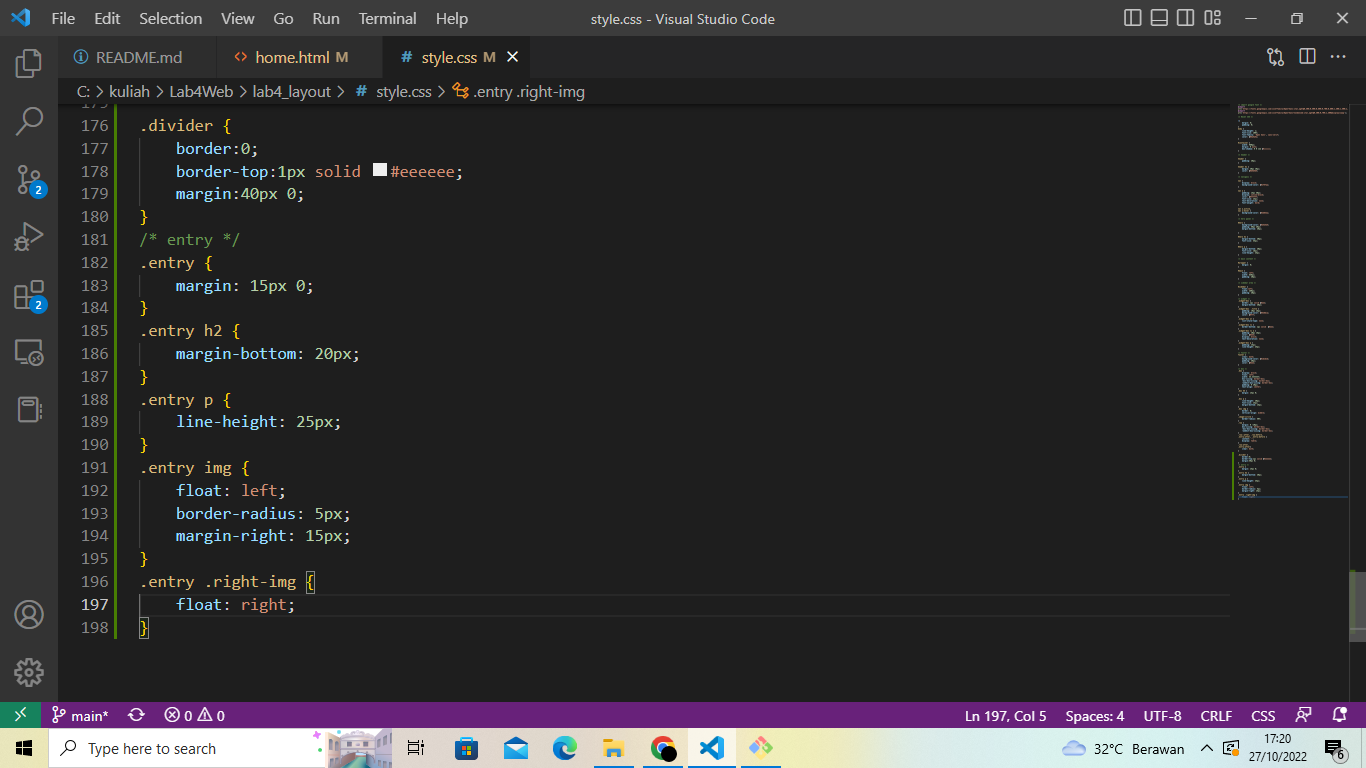 File Edit Selection View Go Run Terminal Help style.css - Visual Studio Code
README.md <> home.html M # style.css M
C: > kuliah > Lab4Web > lab4_layout > # style.css > .entry .right-img
175
176 .divider {
177 border:0;
178 border-top:1px solid #eeeeee;
179 margin:40px 0;
180 }
181 /* entry */
182 .entry {
183 margin: 15px 0;
184 }
185 .entry h2 {
186 margin-bottom: 20px;
187 }
188 .entry p {
189 line-height: 25px;
190 }
191 .entry img {
192 float: left;
193 border-radius: 5px;
194 margin-right: 15px;
195 }
196 .entry .right-img {
197 float: right;
198 }
2
2
main* 0 0 Ln 197, Col 5 Spaces: 4 UTF-8 CRLF CSS
Type here to search 32°C Berawan 17:20
27/10/2022 6